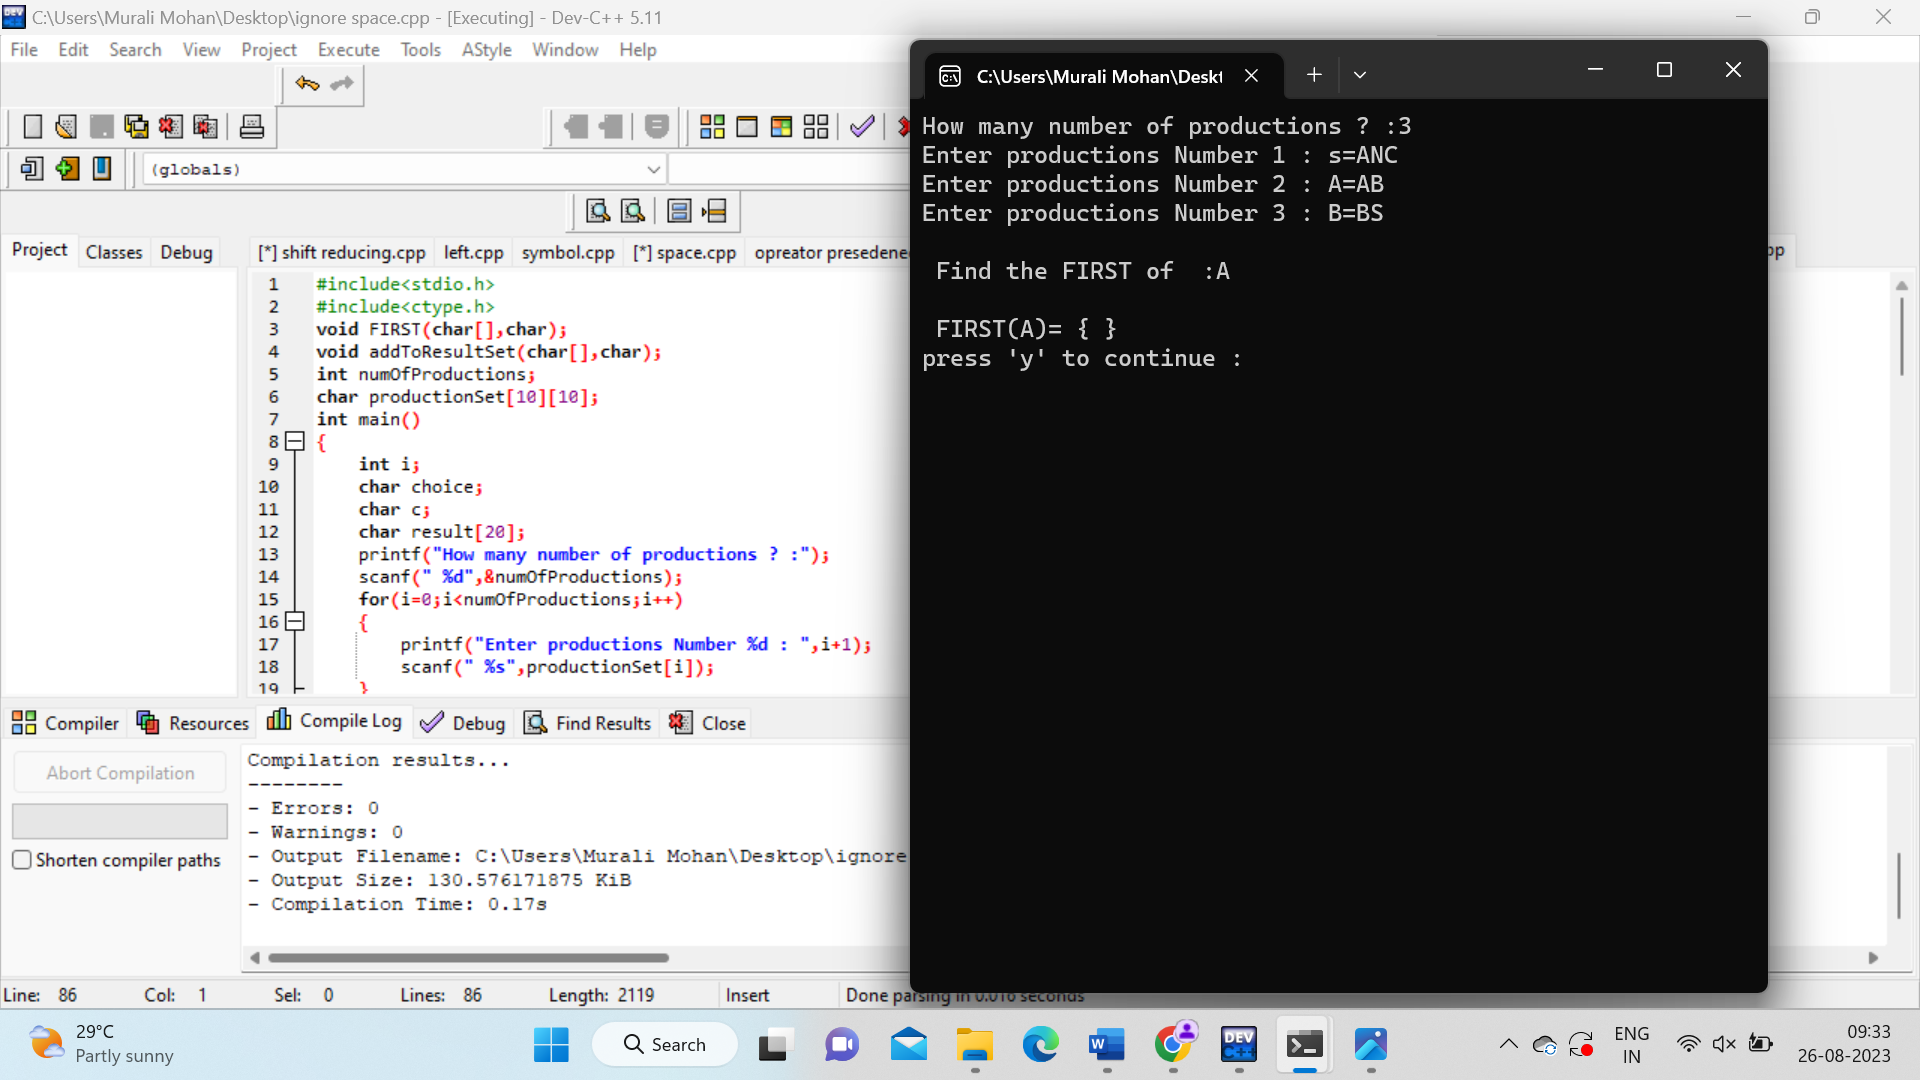 C:\Users\Murali Mohan\Desktop\ignore space.cpp - [Executing] - Dev-C++ 5.11
File Edit Search View Project Execute Tools AStyle Window Help
(globals)
Project Classes Debug
[*] shift reducing.cpp left.cpp symbol.cpp [*] space.cpp opreator presedene
1 #include<stdio.h>
2 #include<ctype.h>
3 void FIRST(char[],char);
4 void addToResultSet(char[],char);
5 int numOfProductions;
6 char productionSet[10][10];
7 int main()
8 {
9 int i;
10 char choice;
11 char c;
12 char result[20];
13 printf("How many number of productions ? :");
14 scanf(" %d",&numOfProductions);
15 for(i=0;i<numOfProductions;i++)
16 {
17 printf("Enter productions Number %d : ",i+1);
18 scanf(" %s",productionSet[i]);
19 }
C:\Users\Murali Mohan\Deskt
How many number of productions ? :3
Enter productions Number 1 : s=ANC
Enter productions Number 2 : A=AB
Enter productions Number 3 : B=BS
Find the FIRST of  :A
FIRST(A)= { }
press 'y' to continue :
pp
Compiler Resources Compile Log Debug Find Results Close
Abort Compilation
Shorten compiler paths
Compilation results...
--------
- Errors: 0
- Warnings: 0
- Output Filename: C:\Users\Murali Mohan\Desktop\ignore
- Output Size: 130.576171875 KiB
- Compilation Time: 0.17s
Line: 86 Col: 1 Sel: 0 Lines: 86 Length: 2119 Insert Done parsing in 0.016 seconds
29°C
Partly sunny
Search
W
DEV
C++
ENG
IN
09:33
26-08-2023